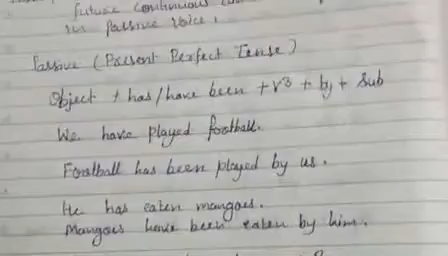 future continuous
in passive voice.
Passive (Present Perfect Tense)
Object + has/have been + v3 + by + Sub
We have played football.
Football has been played by us.
He has eaten mangoes.
Mangoes have been eaten by him.